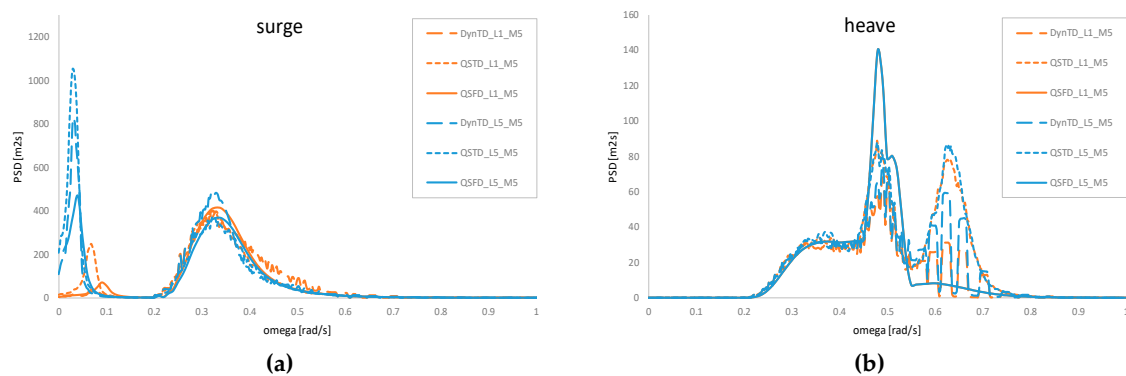 surge
1200
1000
800
600
400
200
0
PSD [m2s]
DynTD_L1_M5
QSTD_L1_M5
QSFD_L1_M5
DynTD_L5_M5
QSTD_L5_M5
QSFD_L5_M5
0 0.1 0.2 0.3 0.4 0.5 0.6 0.7 0.8 0.9 1
omega [rad/s]
(a)
heave
160
140
120
100
80
60
40
20
0
PSD [m2s]
DynTD_L1_M5
QSTD_L1_M5
QSFD_L1_M5
DynTD_L5_M5
QSTD_L5_M5
QSFD_L5_M5
0 0.1 0.2 0.3 0.4 0.5 0.6 0.7 0.8 0.9 1
omega [rad/s]
(b)